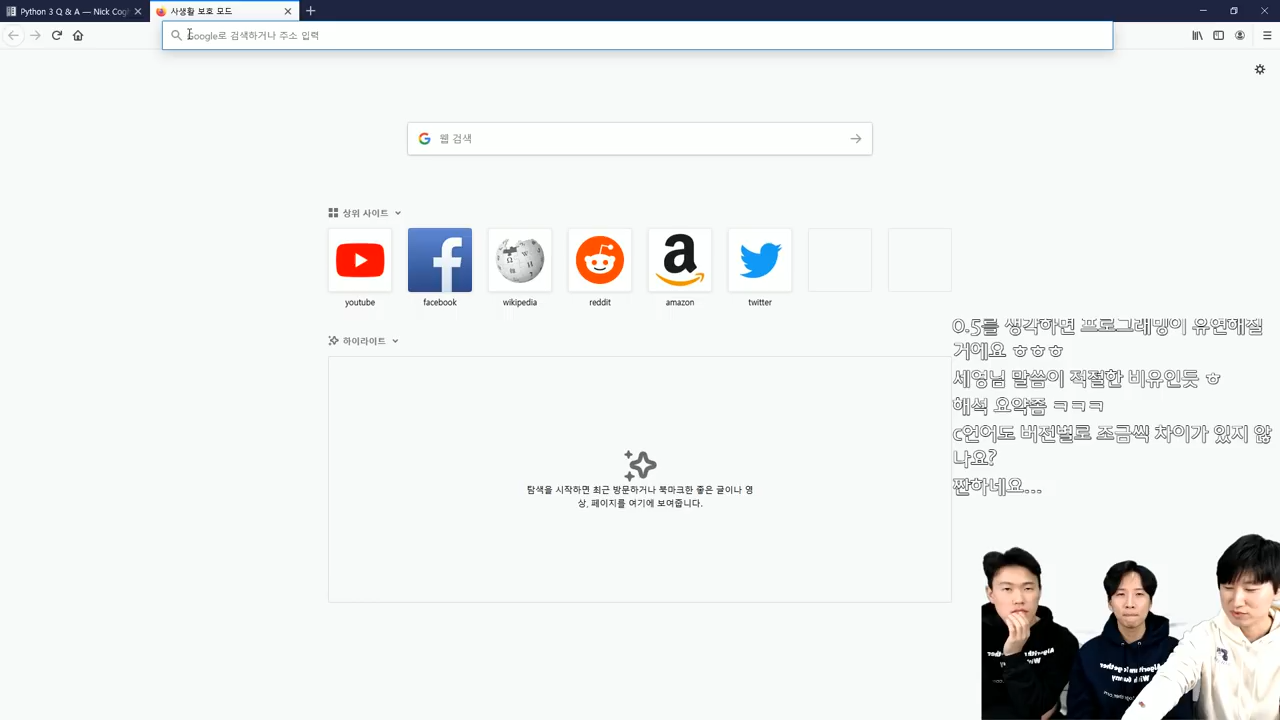 Python 3 Q & A — Nick Cogh
사생활 보호 모드
Google로 검색하거나 주소 입력
웹 검색
상위 사이트
youtube
facebook
wikipedia
reddit
amazon
twitter
하이라이트
탐색을 시작하면 최근 방문하거나 북마크한 좋은 글이나 영
상, 페이지를 여기에 보여줍니다.
0.5를 생각하면 프로그래밍이 유연해질
거에요 ㅎㅎㅎ
세영님 말씀이 적절한 비유인듯 ㅎ
해석 요약좀 ㅋㅋㅋ
c언어도 버전별로 조금씩 차이가 있지 않
나요?
짠하네요...